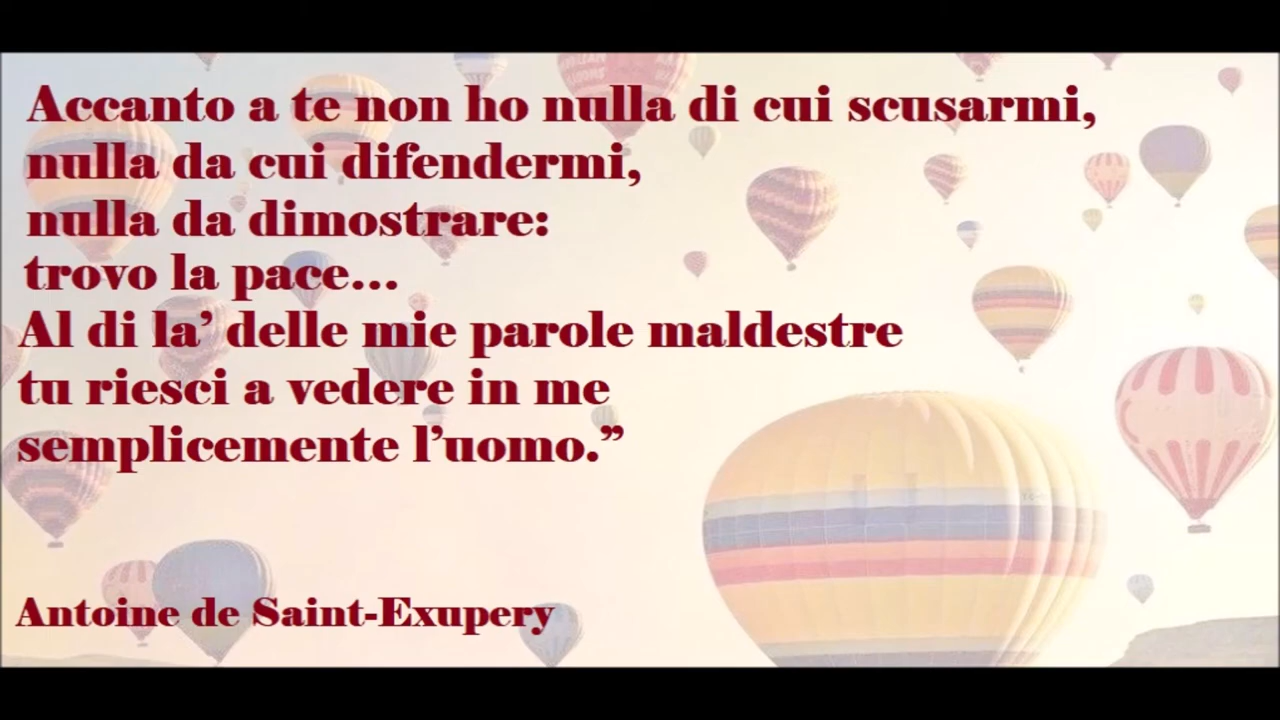 Accanto a te non ho nulla di cui scusarmi,
nulla da cui difendermi,
nulla da dimostrare:
trovo la pace...
Al di la’ delle mie parole maldestre
tu riesci a vedere in me
semplicemente l’uomo.”
Antoine de Saint-Exupery